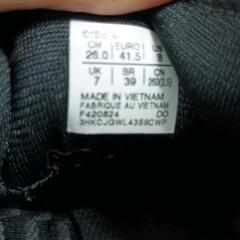 CM EURO US
26.0 41.5 8
UK BR CN
7 39 260(2.5)
MADE IN VIETNAM
FABRIQUE AU VIETNAM
F420824 DO